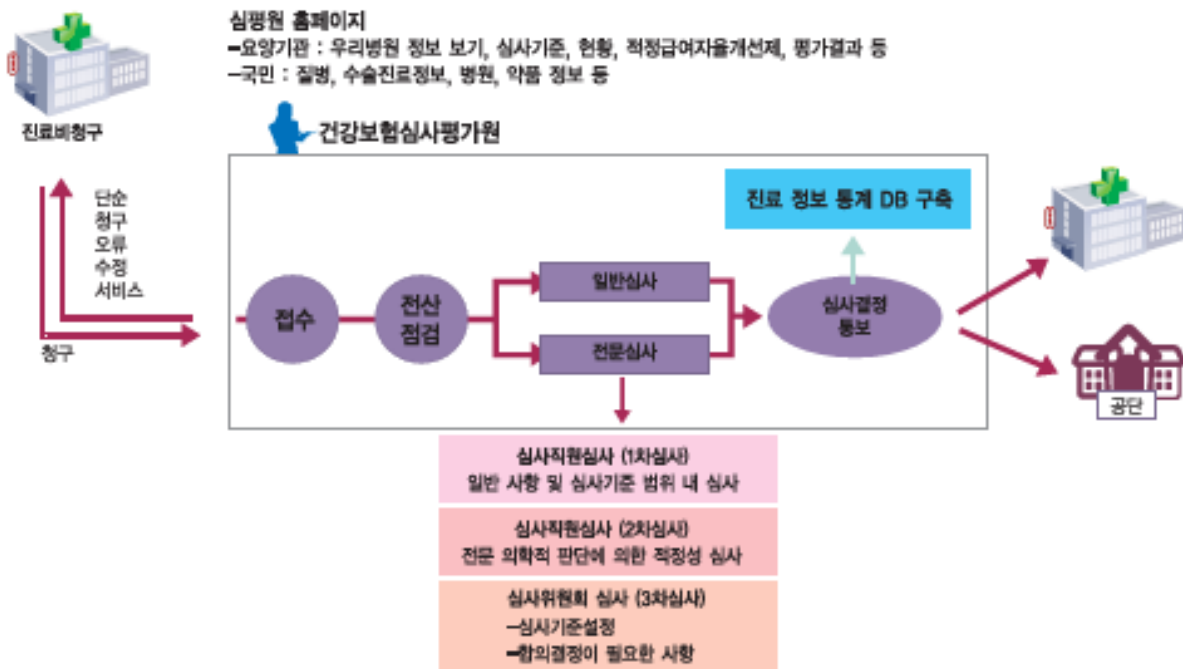 심평원 홈페이지
-요양기관 : 우리병원 정보 보기, 심사기준, 현황, 적정급여자율개선제, 평가결과 등
-국민 : 질병, 수술진료정보, 병원, 약품 정보 등
진료비청구
건강보험심사평가원
단순
청구
오류
수정
서비스
청구
접수
전산
점검
일반심사
전문심사
진료 정보 통계 DB 구축
심사결정
통보
공단
심사직원심사 (1차심사)
일반 사항 및 심사기준 범위 내 심사
심사직원심사 (2차심사)
전문 의학적 판단에 의한 적정성 심사
심사위원회 심사 (3차심사)
-심사기준설정
-합의결정이 필요한 사항